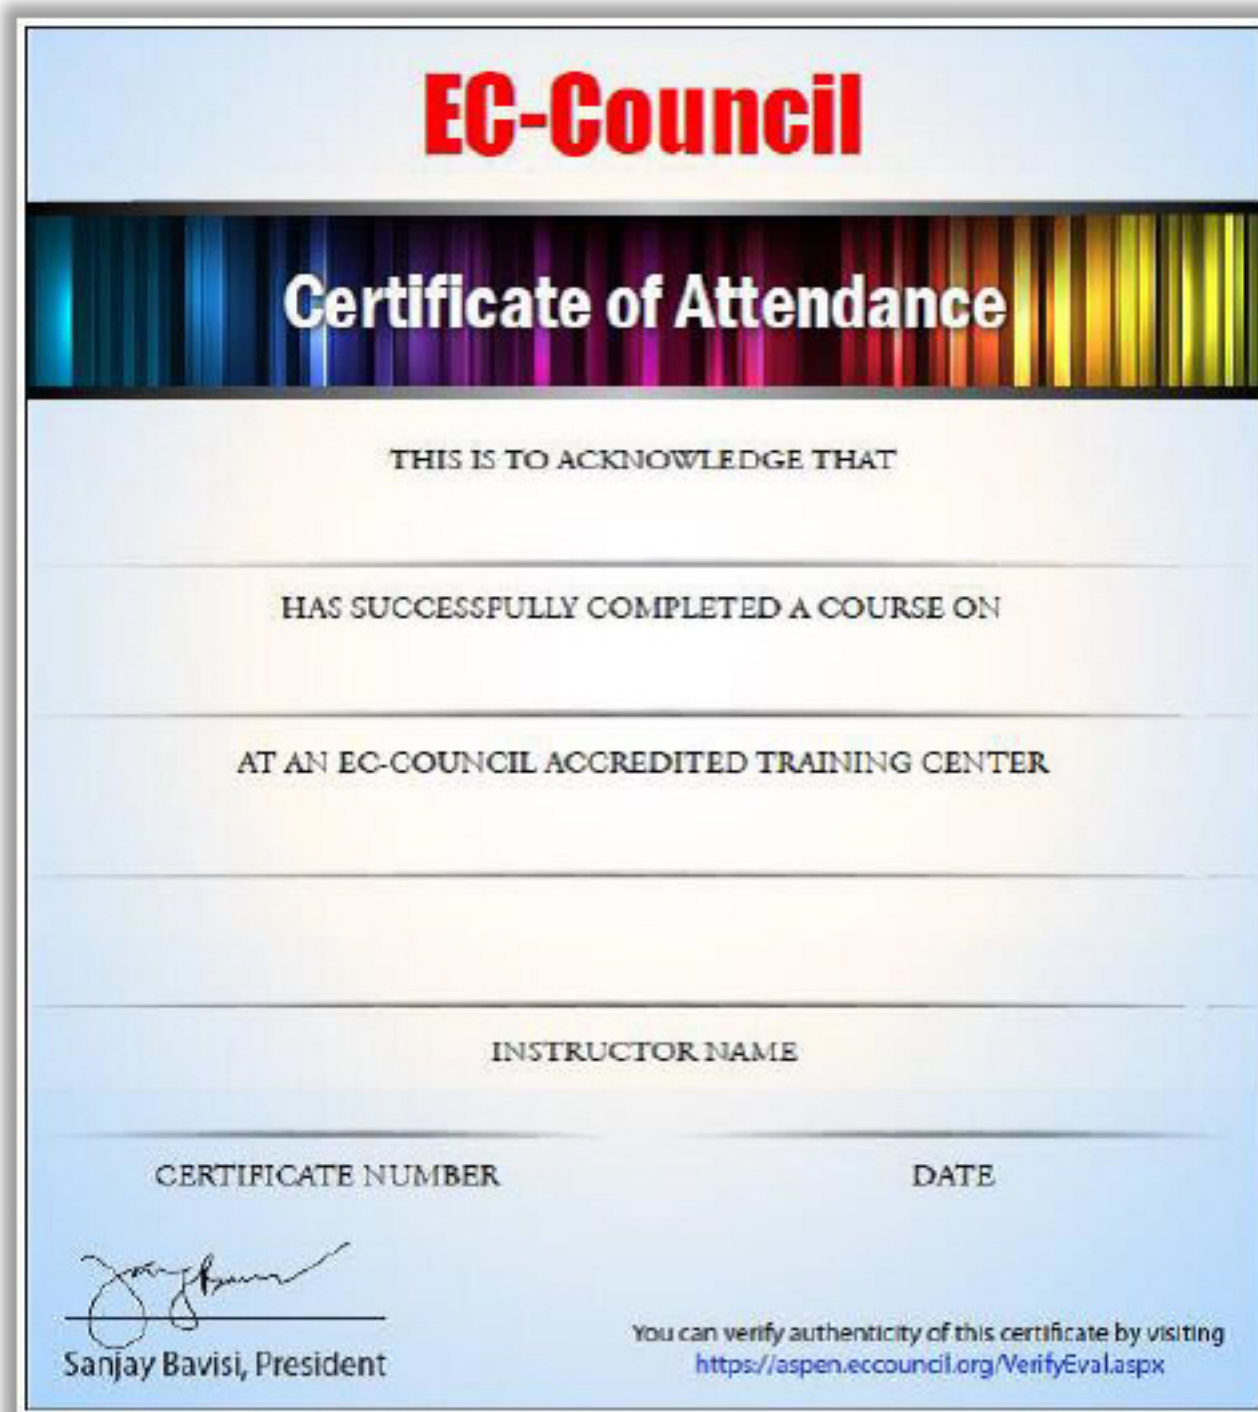 EC-Council
Certificate of Attendance
THIS IS TO ACKNOWLEDGE THAT
HAS SUCCESSFULLY COMPLETED A COURSE ON
AT AN EC-COUNCIL ACCREDITED TRAINING CENTER
INSTRUCTOR NAME
CERTIFICATE NUMBER
DATE
Sanjay Bavisi, President
You can verify authenticity of this certificate by visiting
https://aspen.eccouncil.org/VerifyEval.aspx